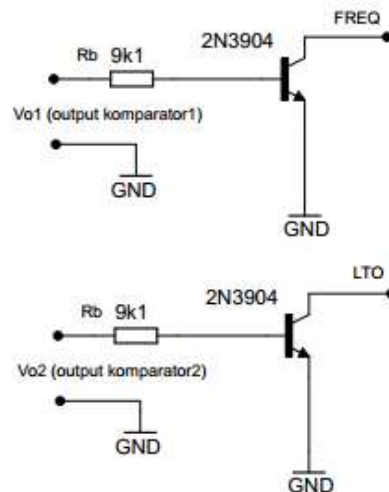 FREQ
2N3904
Rb 9k1
Vo1 (output komparator1)
GND
GND
LTO
2N3904
Rb 9k1
Vo2 (output komparator2)
GND
GND